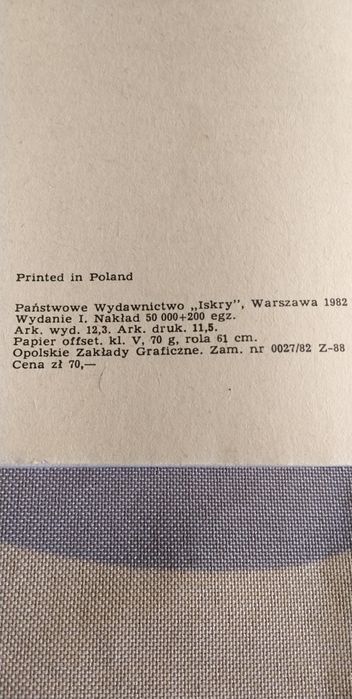 Printed in Poland
Państwowe Wydawnictwo „Iskry”, Warszawa 1982
Wydanie I. Nakład 50 000+200 egz.
Ark. wyd. 12,3. Ark. druk. 11,5.
Papier offset. kl. V, 70 g, rola 61 cm.
Opolskie Zakłady Graficzne. Zam. nr 0027/82 Z-88
Cena zł 70,—